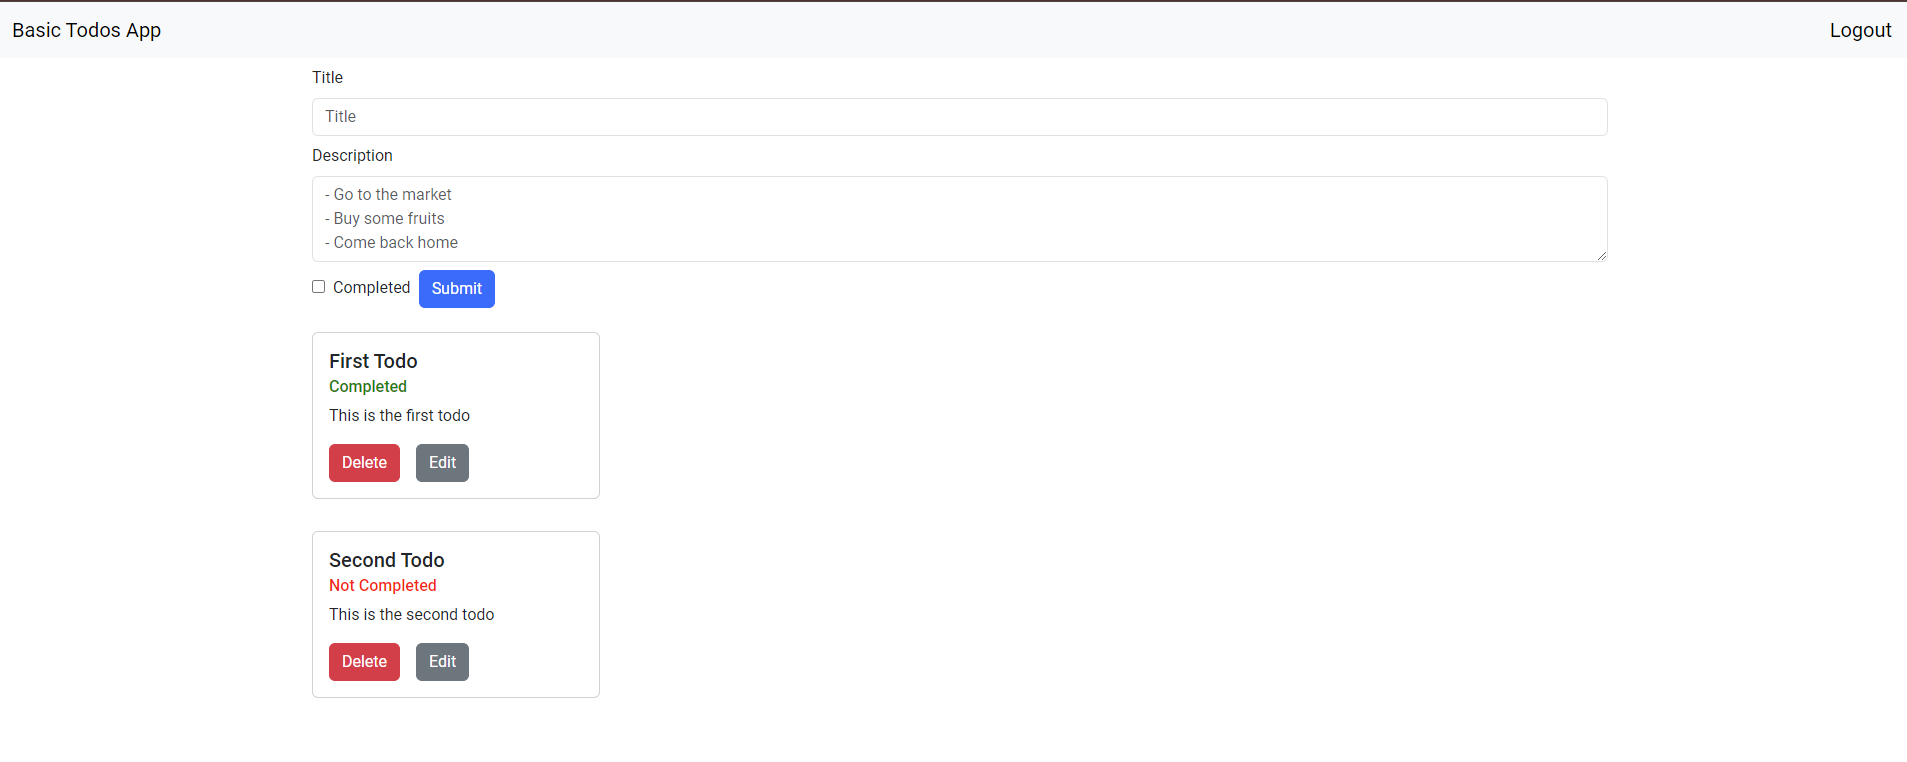 Basic Todos App Logout
Title
Title
Description
- Go to the market
- Buy some fruits
- Come back home
Completed Submit
First Todo
Completed
This is the first todo
Delete Edit
Second Todo
Not Completed
This is the second todo
Delete Edit